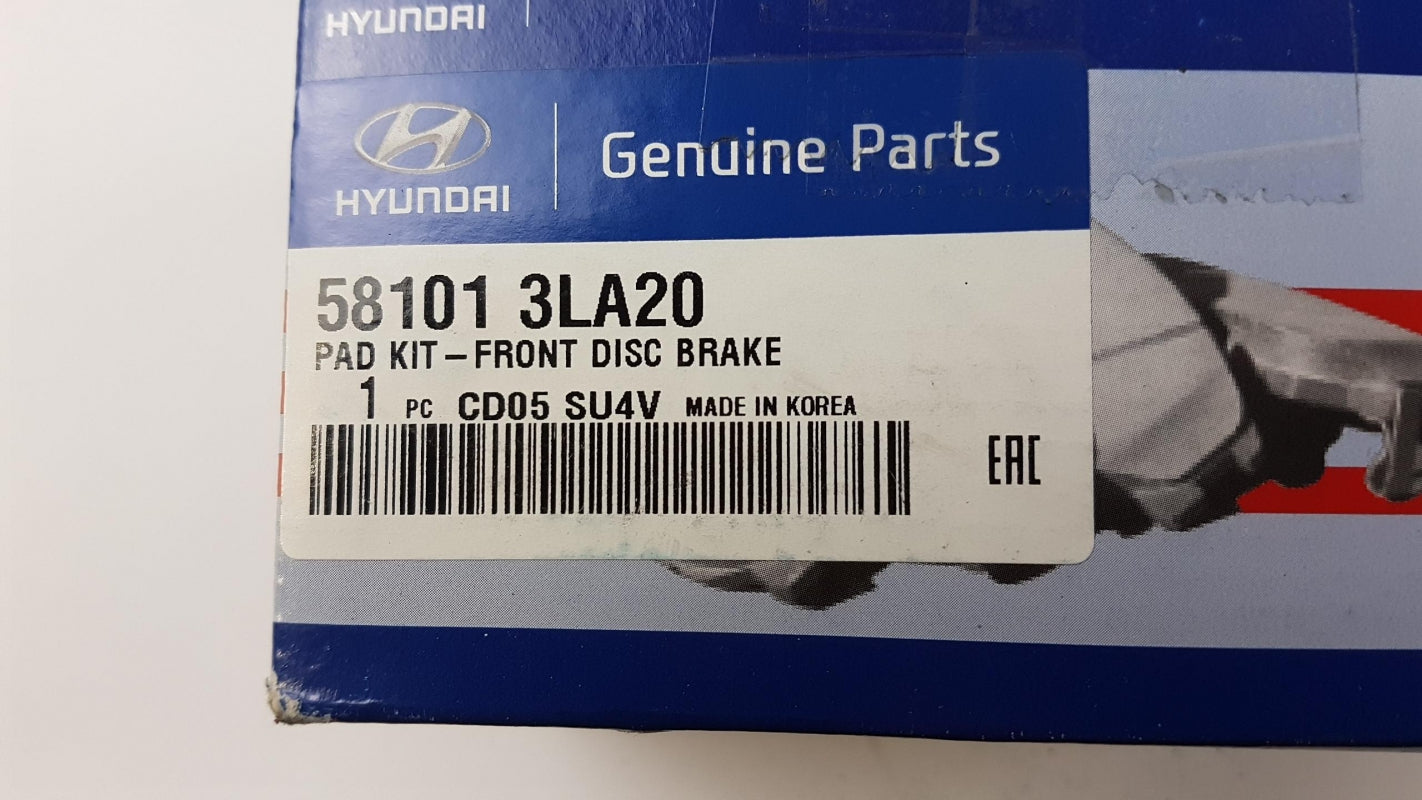 HYUNDAI
HYUNDAI
Genuine Parts
58101 3LA20
PAD KIT–FRONT DISC BRAKE
1 PC CD05 SU4V MADE IN KOREA
EAC